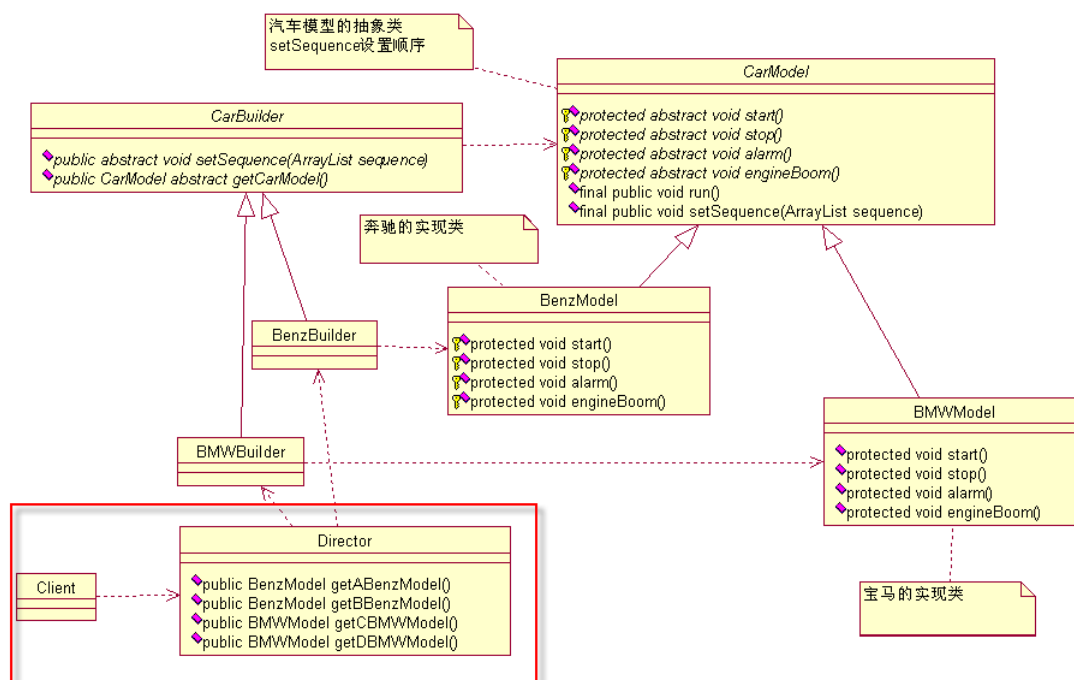 汽车模型的抽象类
setSequence设置顺序
CarModel
protected abstract void start()
protected abstract void stop()
protected abstract void alarm()
protected abstract void engineBoom()
final public void run()
final public void setSequence(ArrayList sequence)
CarBuilder
public abstract void setSequence(ArrayList sequence)
public CarModel abstract getCarModel()
奔驰的实现类
BenzModel
protected void start()
protected void stop()
protected void alarm()
protected void engineBoom()
BenzBuilder
BMWBuilder
BMWModel
protected void start()
protected void stop()
protected void alarm()
protected void engineBoom()
宝马的实现类
Client
Director
public BenzModel getABenzModel()
public BenzModel getBBenzModel()
public BMWModel getCBMWModel()
public BMWModel getDBMWModel()